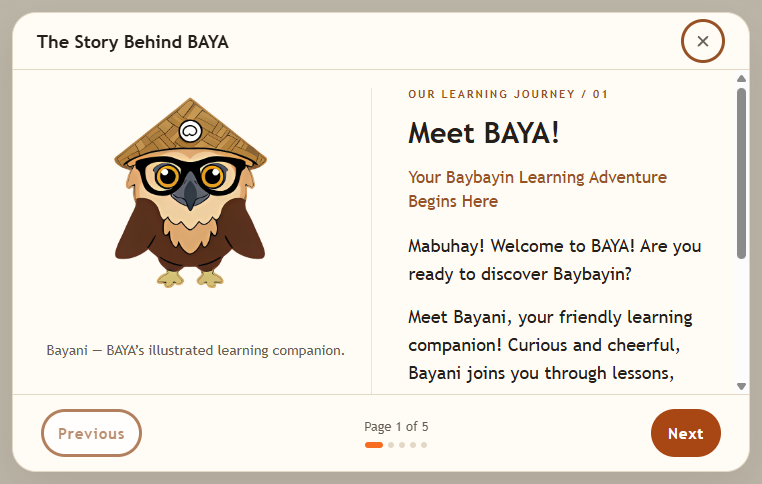 The Story Behind BAYA
OUR LEARNING JOURNEY / 01
Meet BAYA!
Your Baybayin Learning Adventure
Begins Here
Mabuhay! Welcome to BAYA! Are you
ready to discover Baybayin?
Meet Bayani, your friendly learning
companion! Curious and cheerful,
Bayani joins you through lessons,
Bayani — BAYA’s illustrated learning companion.
Previous
Page 1 of 5
Next